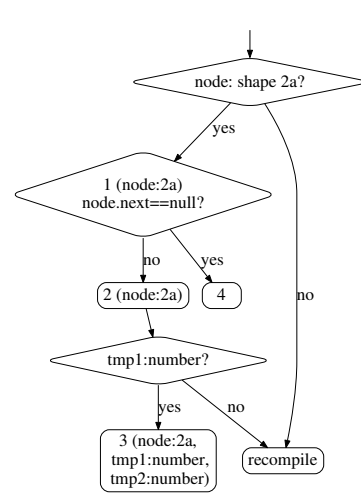 node: shape 2a?
yes
1 (node:2a)
node.next==null?
no
yes
2 (node:2a)
4
no
tmp1:number?
yes
no
3 (node:2a,
tmp1:number,
tmp2:number)
recompile